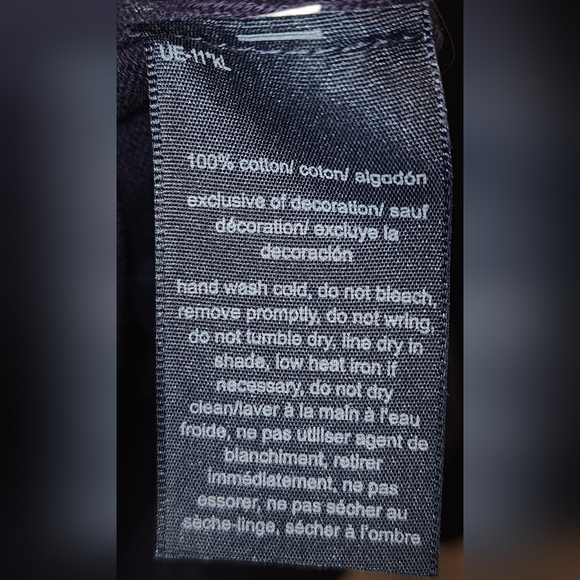 100% cotton/ coton/ algodón
exclusive of decoration/ sauf
décoration/ excluye la
decoración
hand wash cold, do not bleach,
remove promptly, do not wring,
do not tumble dry, line dry in
shade, low heat iron if
necessary, do not dry
clean/laver à la main à l'eau
froide, ne pas utiliser agent de
blanchiment, retirer
immédiatement, ne pas
essorer, ne pas sécher au
sèche-linge, sécher à l'ombre